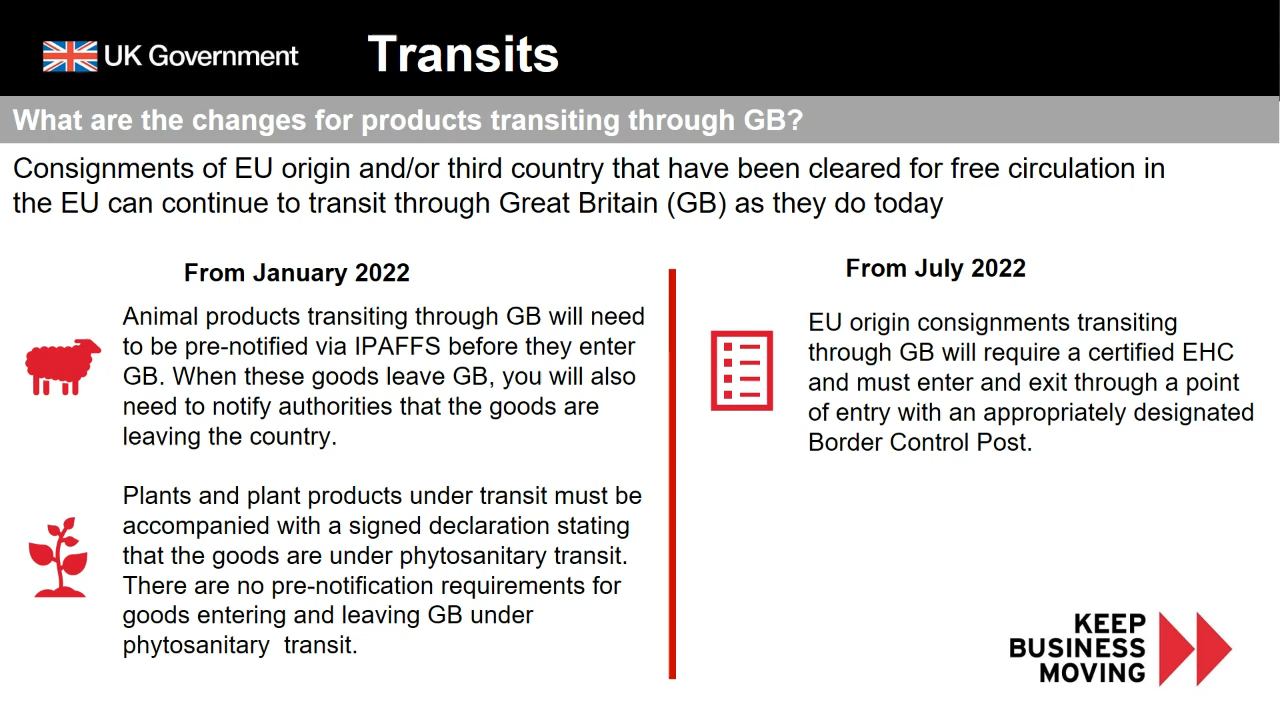 UK Government
Transits
What are the changes for products transiting through GB?
Consignments of EU origin and/or third country that have been cleared for free circulation in
the EU can continue to transit through Great Britain (GB) as they do today
From January 2022
Animal products transiting through GB will need
to be pre-notified via IPAFFS before they enter
GB. When these goods leave GB, you will also
need to notify authorities that the goods are
leaving the country.
Plants and plant products under transit must be
accompanied with a signed declaration stating
that the goods are under phytosanitary transit.
There are no pre-notification requirements for
goods entering and leaving GB under
phytosanitary  transit.
From July 2022
EU origin consignments transiting
through GB will require a certified EHC
and must enter and exit through a point
of entry with an appropriately designated
Border Control Post.
KEEP
BUSINESS
MOVING